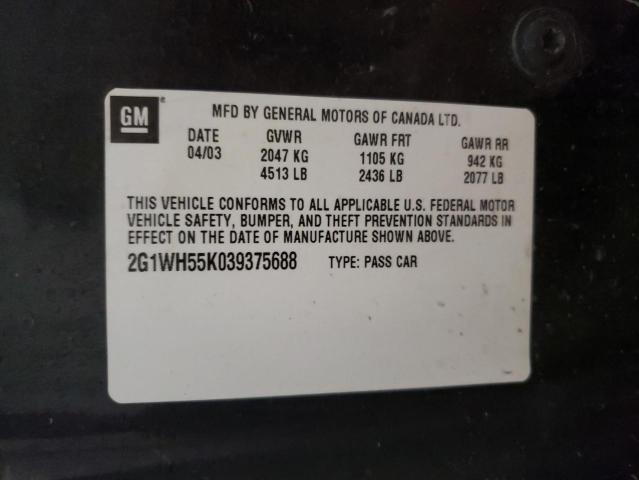 GM
MFD BY GENERAL MOTORS OF CANADA LTD.
DATE GVWR GAWR FRT GAWR RR
04/03 2047 KG 1105 KG 942 KG
4513 LB 2436 LB 2077 LB
THIS VEHICLE CONFORMS TO ALL APPLICABLE U.S. FEDERAL MOTOR
VEHICLE SAFETY, BUMPER, AND THEFT PREVENTION STANDARDS IN
EFFECT ON THE DATE OF MANUFACTURE SHOWN ABOVE.
2G1WH55K039375688 TYPE: PASS CAR